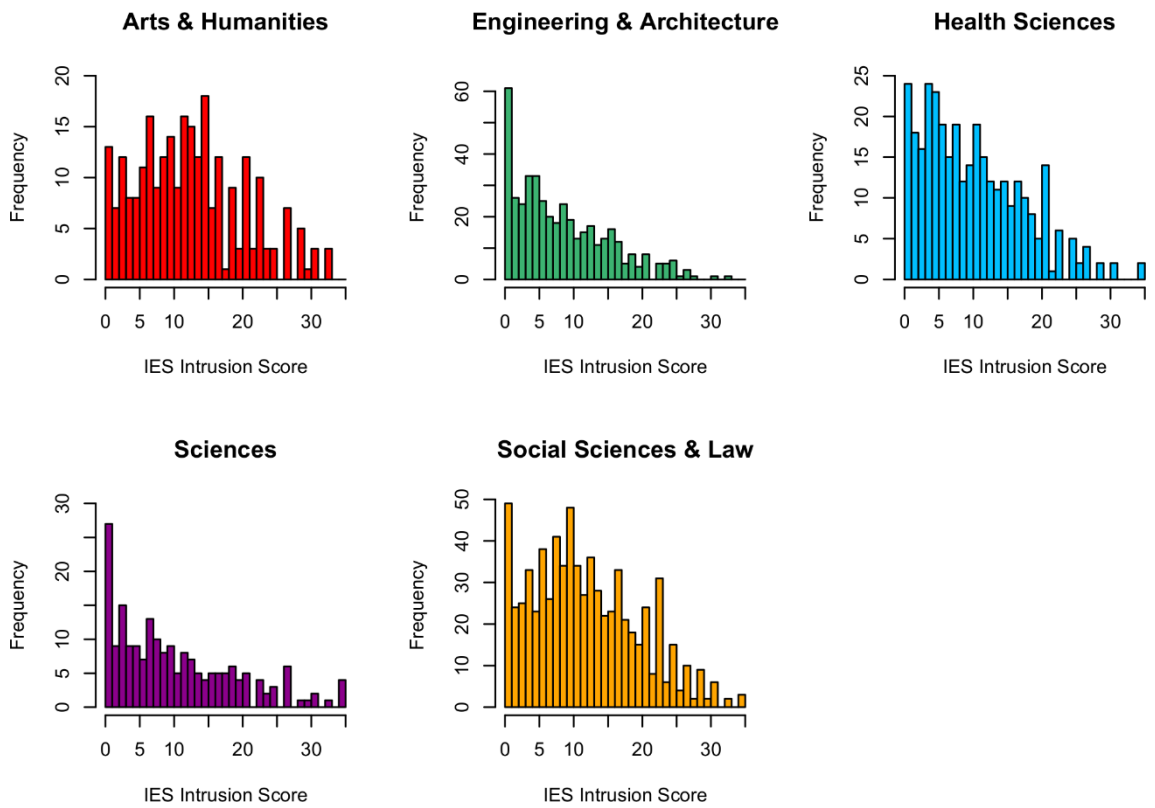 Arts & Humanities
Frequency
0
5
10
15
20
0 5 10 20 30
IES Intrusion Score
Engineering & Architecture
Frequency
0
20
40
60
0 5 10 20 30
IES Intrusion Score
Health Sciences
Frequency
0
5
10
15
20
25
0 5 10 20 30
IES Intrusion Score
Sciences
Frequency
0
5
10
20
30
0 5 10 20 30
IES Intrusion Score
Social Sciences & Law
Frequency
0
10
20
30
40
50
0 5 10 20 30
IES Intrusion Score